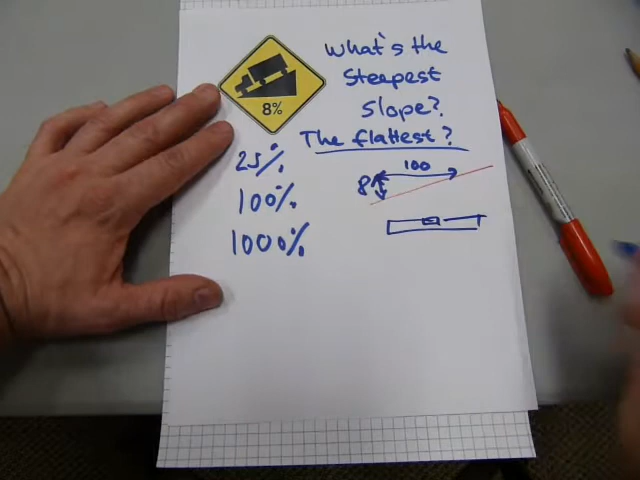 What's the
steepest
slope?
The flattest?
8%
25%
100%
1000%
100
8